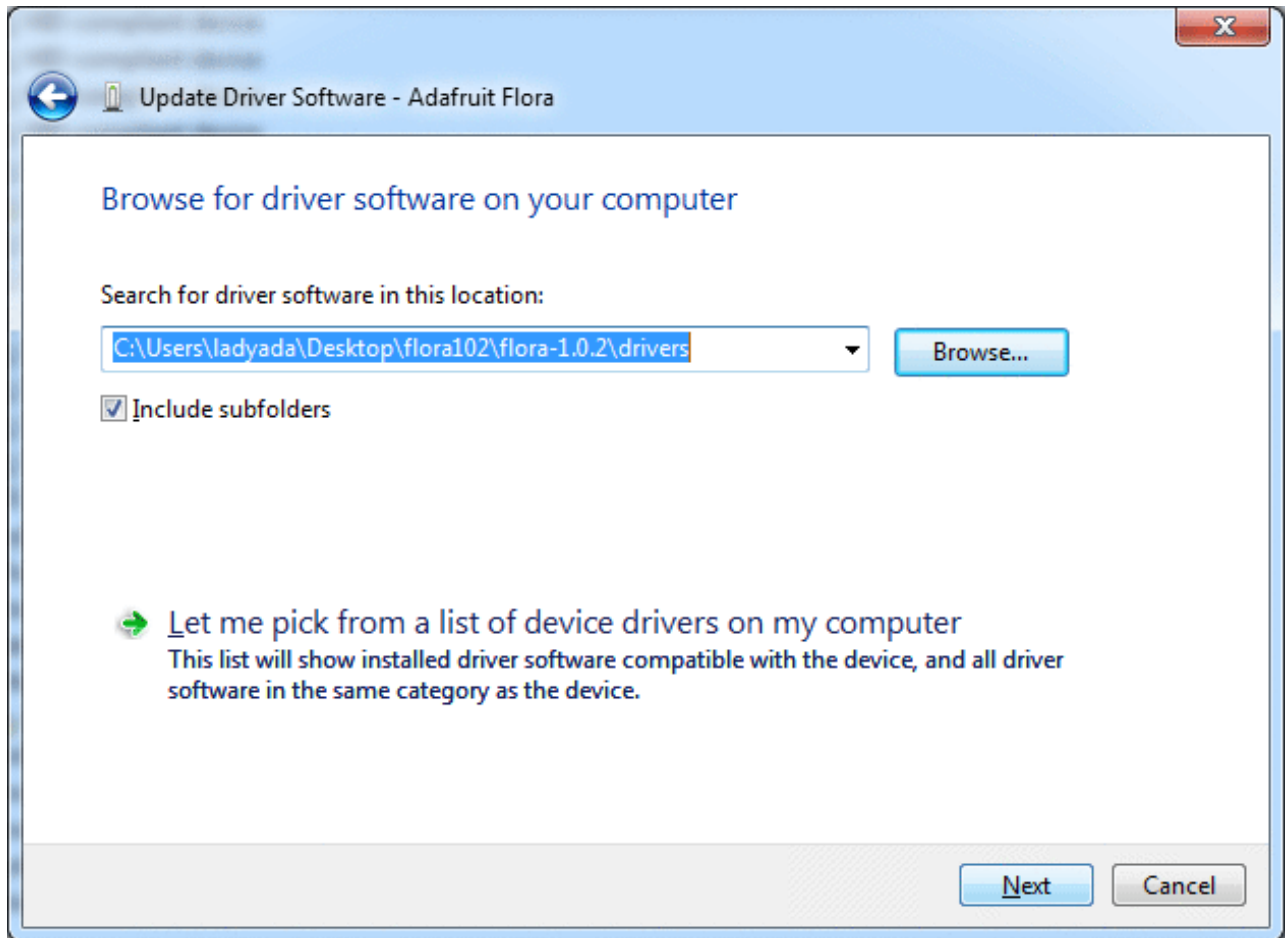 Update Driver Software - Adafruit Flora
Browse for driver software on your computer
Search for driver software in this location:
C:\Users\ladyada\Desktop\flora102\flora-1.0.2\drivers
Browse...
Include subfolders
Let me pick from a list of device drivers on my computer
This list will show installed driver software compatible with the device, and all driver
software in the same category as the device.
Next
Cancel